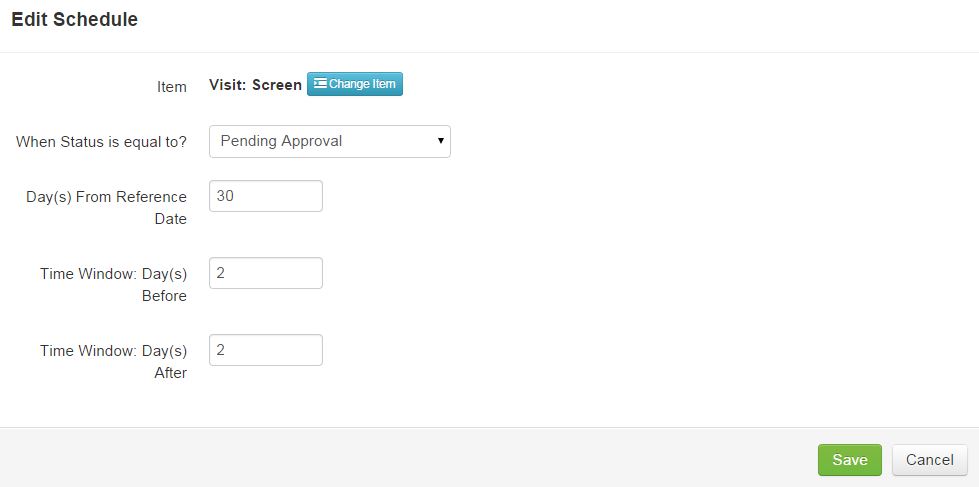 Edit Schedule
Item Visit: Screen Change Item
When Status is equal to? Pending Approval
Day(s) From Reference 30
Date
Time Window: Day(s) 2
Before
Time Window: Day(s) 2
After
Save Cancel